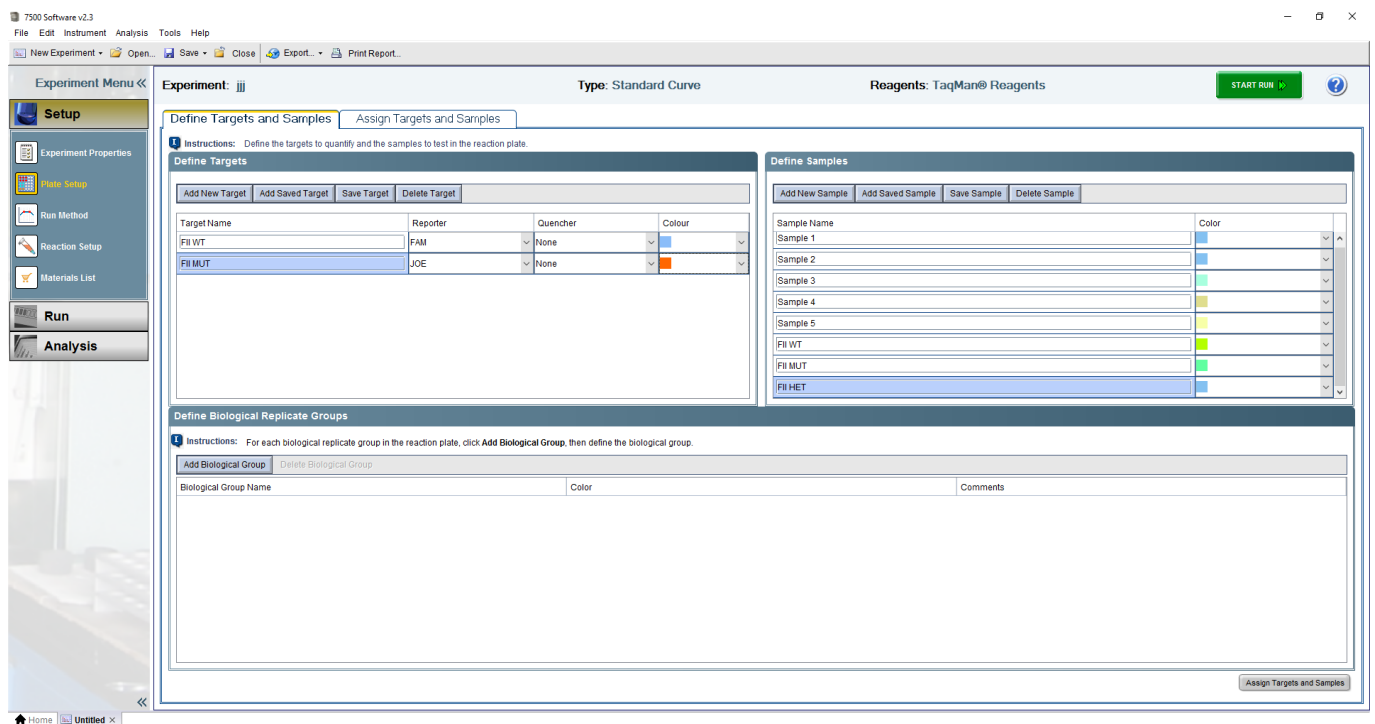 7500 Software v2.3
File Edit Instrument Analysis Tools Help
New Experiment Open... Save Close Export... Print Report...
Experiment Menu «
Experiment: jjj Type: Standard Curve Reagents: TaqMan® Reagents START RUN ?
Setup
Define Targets and Samples Assign Targets and Samples
Instructions: Define the targets to quantify and the samples to test in the reaction plate.
Experiment Properties
Plate Setup
Run Method
Reaction Setup
Materials List
Run
Analysis
Define Targets
Add New Target Add Saved Target Save Target Delete Target
Target Name Reporter Quencher Colour
FII WT FAM None
FII MUT JOE None
Define Samples
Add New Sample Add Saved Sample Save Sample Delete Sample
Sample Name Color
Sample 1
Sample 2
Sample 3
Sample 4
Sample 5
FII WT
FII MUT
FII HET
Define Biological Replicate Groups
Instructions: For each biological replicate group in the reaction plate, click Add Biological Group, then define the biological group.
Add Biological Group Delete Biological Group
Biological Group Name Color Comments
Assign Targets and Samples
«
Home Untitled ×